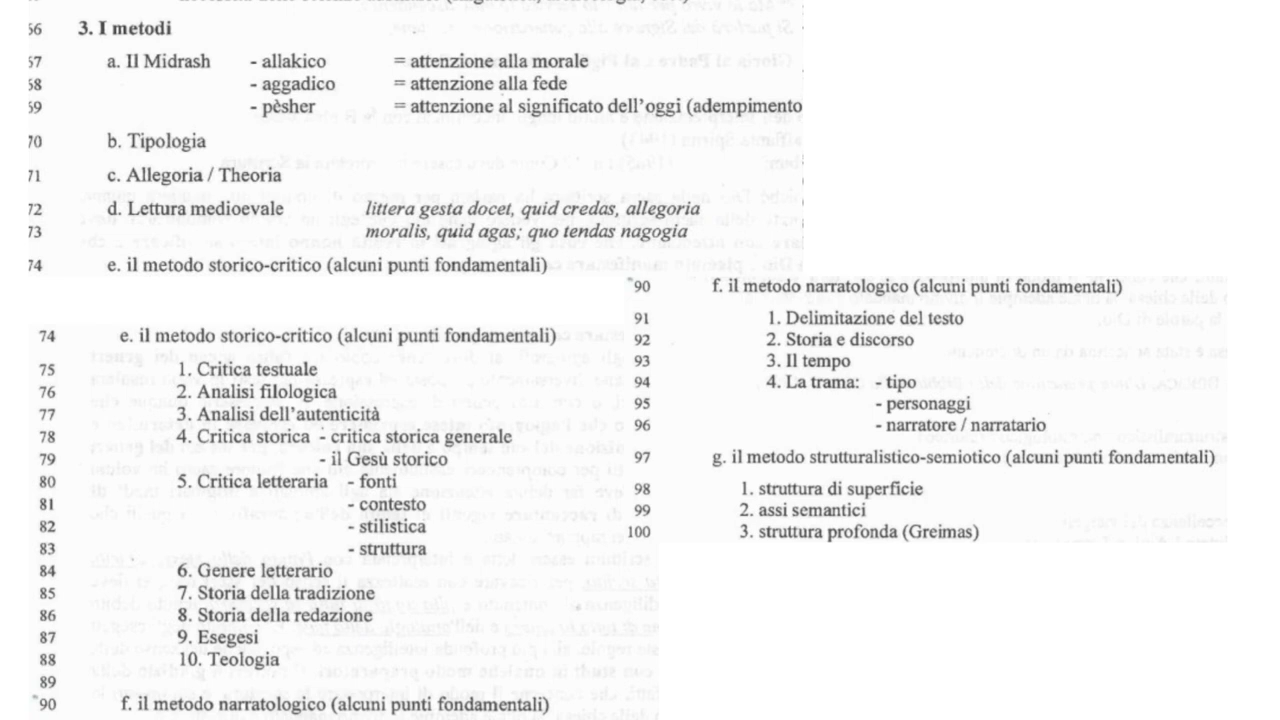 56 3. I metodi
57 a. Il Midrash - allakico = attenzione alla morale
58 - aggadico = attenzione alla fede
59 - pèsher = attenzione al significato dell'oggi (adempimento
70 b. Tipologia
71 c. Allegoria / Theoria
72 d. Lettura medioevale littera gesta docet, quid credas, allegoria
73 moralis, quid agas; quo tendas nagogia
74 e. il metodo storico-critico (alcuni punti fondamentali)
74 e. il metodo storico-critico (alcuni punti fondamentali)
75 1. Critica testuale
76 2. Analisi filologica
77 3. Analisi dell'autenticità
78 4. Critica storica - critica storica generale
79 - il Gesù storico
80 5. Critica letteraria - fonti
81 - contesto
82 - stilistica
83 - struttura
84 6. Genere letterario
85 7. Storia della tradizione
86 8. Storia della redazione
87 9. Esegesi
88 10. Teologia
89
90 f. il metodo narratologico (alcuni punti fondamentali)
90 f. il metodo narratologico (alcuni punti fondamentali)
91 1. Delimitazione del testo
92 2. Storia e discorso
93 3. Il tempo
94 4. La trama: - tipo
95 - personaggi
96 - narratore / narratario
97 g. il metodo strutturalistico-semiotico (alcuni punti fondamentali)
98 1. struttura di superficie
99 2. assi semantici
100 3. struttura profonda (Greimas)